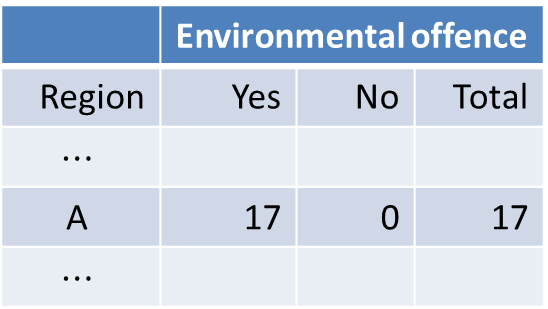 Environmental offence
Region Yes No Total
...
A 17 0 17
...